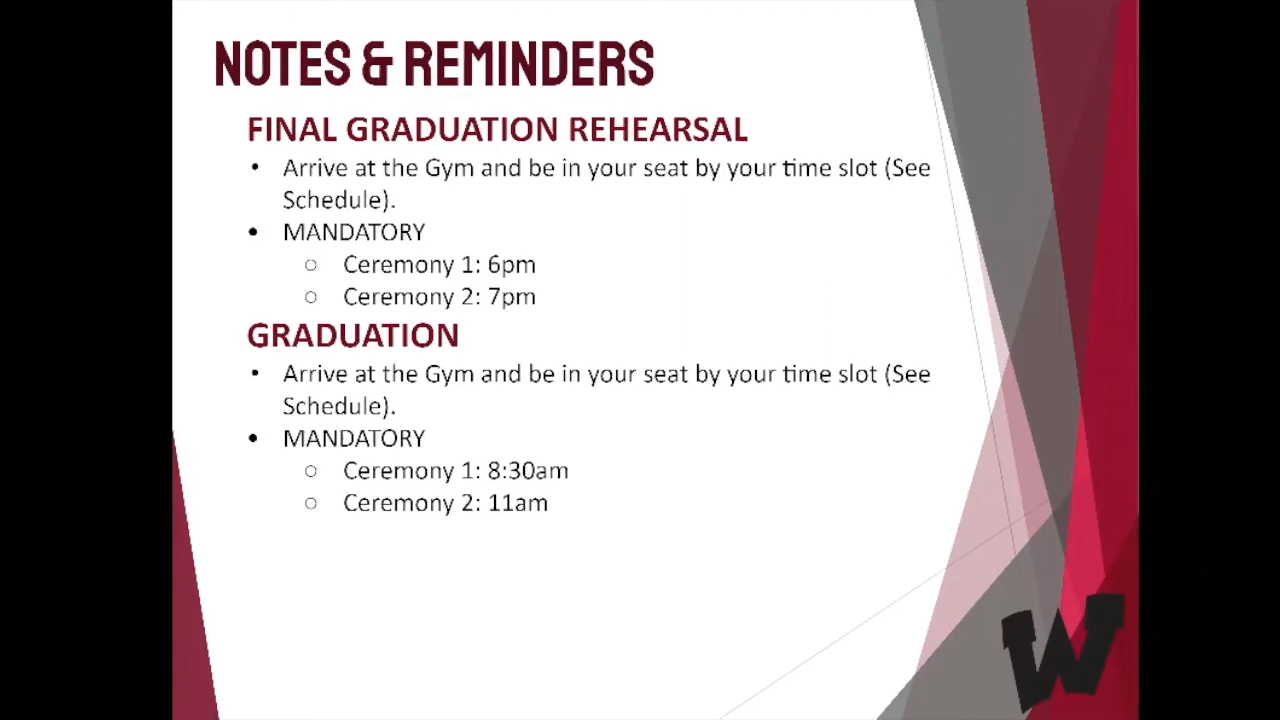 NOTES & REMINDERS
FINAL GRADUATION REHEARSAL
• Arrive at the Gym and be in your seat by your time slot (See
Schedule).
• MANDATORY
○ Ceremony 1: 6pm
○ Ceremony 2: 7pm
GRADUATION
• Arrive at the Gym and be in your seat by your time slot (See
Schedule).
• MANDATORY
○ Ceremony 1: 8:30am
○ Ceremony 2: 11am
W